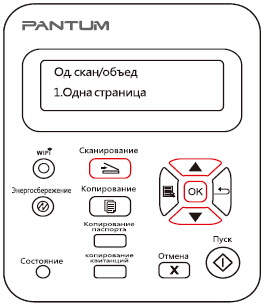 PANTUM
Од. скан/объед
1.Одна страница
WiFi
Сканирование
Энергосбережение
Копирование
OK
Копирование
паспорта
Пуск
Состояние
Копирование
квитанций
Отмена
X